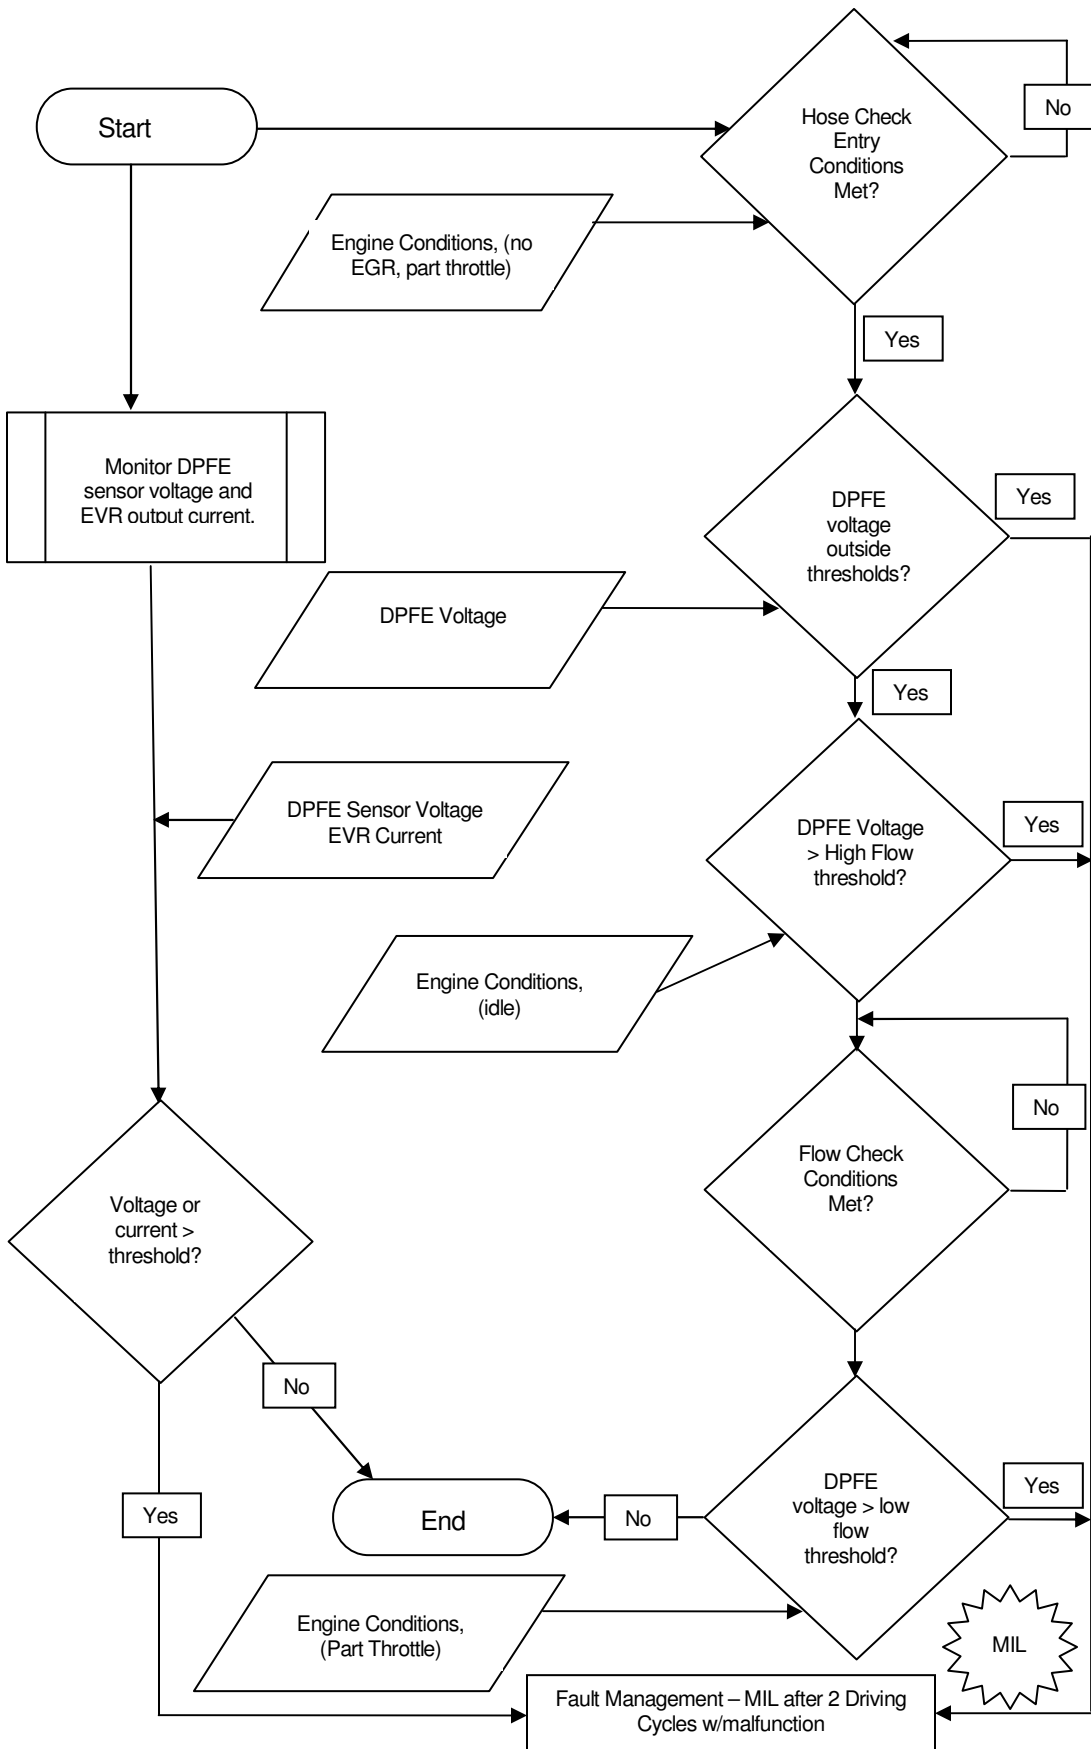 Start
Hose Check
Entry
Conditions
Met?
No
Engine Conditions, (no
EGR, part throttle)
Yes
Monitor DPFE
sensor voltage and
EVR output current.
DPFE
voltage
outside
thresholds?
Yes
DPFE Voltage
Yes
DPFE Sensor Voltage
EVR Current
DPFE Voltage
> High Flow
threshold?
Yes
Engine Conditions,
(idle)
Flow Check
Conditions
Met?
No
Voltage or
current >
threshold?
No
Yes
End
No
DPFE
voltage > low
flow
threshold?
Yes
Engine Conditions,
(Part Throttle)
MIL
Fault Management – MIL after 2 Driving
Cycles w/malfunction